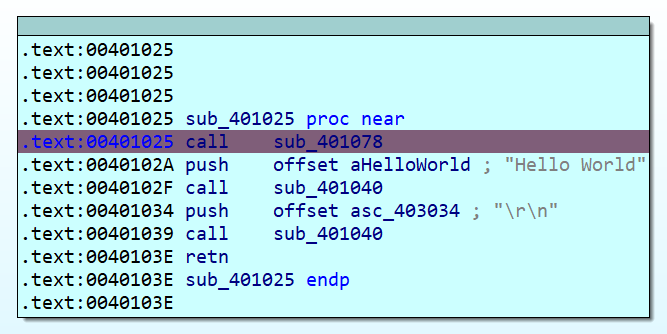 .text:00401025
.text:00401025
.text:00401025
.text:00401025 sub_401025 proc near
.text:00401025 call    sub_401078
.text:0040102A push    offset aHelloWorld ; "Hello World"
.text:0040102F call    sub_401040
.text:00401034 push    offset asc_403034 ; "\r\n"
.text:00401039 call    sub_401040
.text:0040103E retn
.text:0040103E sub_401025 endp
.text:0040103E